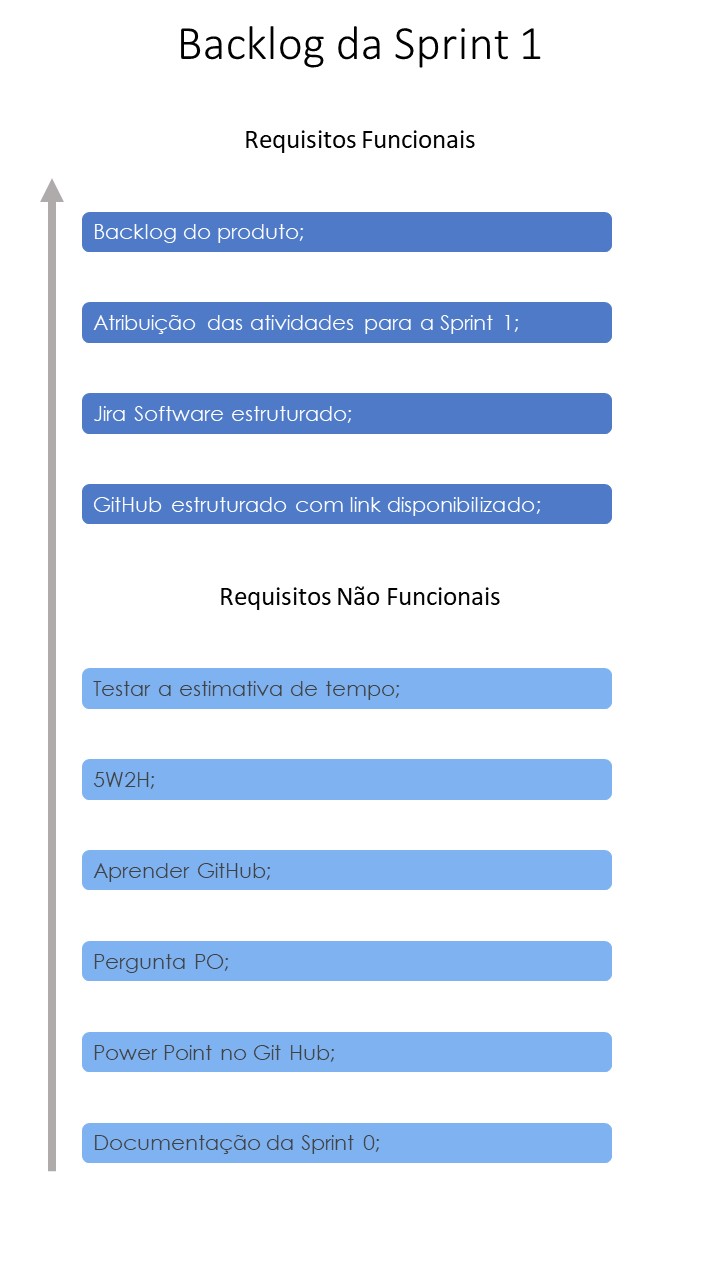 Backlog da Sprint 1
Requisitos Funcionais
Backlog do produto;
Atribuição das atividades para a Sprint 1;
Jira Software estruturado;
GitHub estruturado com link disponibilizado;
Requisitos Não Funcionais
Testar a estimativa de tempo;
5W2H;
Aprender GitHub;
Pergunta PO;
Power Point no Git Hub;
Documentação da Sprint 0;